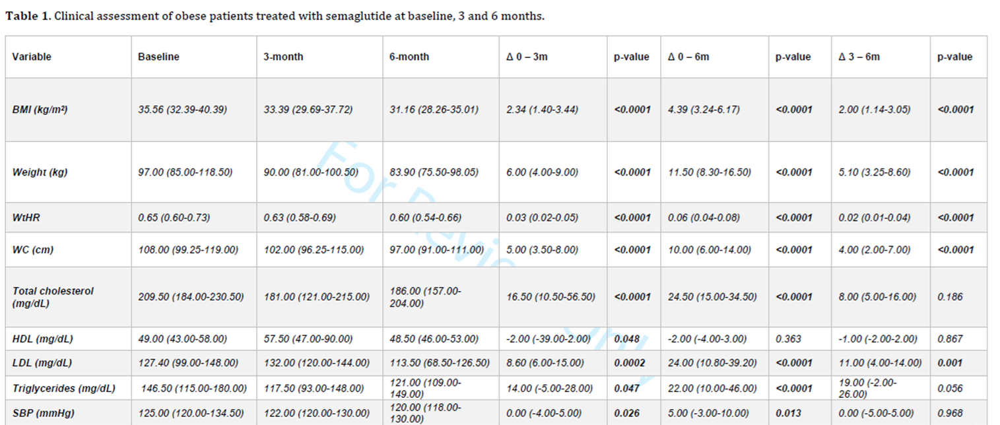 Table 1. Clinical assessment of obese patients treated with semaglutide at baseline, 3 and 6 months.
Variable Baseline 3-month 6-month Δ 0 – 3m p-value Δ 0 – 6m p-value Δ 3 – 6m p-value
BMI (kg/m²) 35.56 (32.39-40.39) 33.39 (29.69-37.72) 31.16 (28.26-35.01) 2.34 (1.40-3.44) <0.0001 4.39 (3.24-6.17) <0.0001 2.00 (1.14-3.05) <0.0001
Weight (kg) 97.00 (85.00-118.50) 90.00 (81.00-100.50) 83.90 (75.50-98.05) 6.00 (4.00-9.00) <0.0001 11.50 (8.30-16.50) <0.0001 5.10 (3.25-8.60) <0.0001
WtHR 0.65 (0.60-0.73) 0.63 (0.58-0.69) 0.60 (0.54-0.66) 0.03 (0.02-0.05) <0.0001 0.06 (0.04-0.08) <0.0001 0.02 (0.01-0.04) <0.0001
WC (cm) 108.00 (99.25-119.00) 102.00 (96.25-115.00) 97.00 (91.00-111.00) 5.00 (3.50-8.00) <0.0001 10.00 (6.00-14.00) <0.0001 4.00 (2.00-7.00) <0.0001
Total cholesterol
(mg/dL) 209.50 (184.00-230.50) 181.00 (121.00-215.00) 186.00 (157.00-
204.00) 16.50 (10.50-56.50) <0.0001 24.50 (15.00-34.50) <0.0001 8.00 (5.00-16.00) 0.186
HDL (mg/dL) 49.00 (43.00-58.00) 57.50 (47.00-90.00) 48.50 (46.00-53.00) -2.00 (-39.00-2.00) 0.048 -2.00 (-4.00-3.00) 0.363 -1.00 (-2.00-2.00) 0.867
LDL (mg/dL) 127.40 (99.00-148.00) 132.00 (120.00-144.00) 113.50 (68.50-126.50) 8.60 (6.00-15.00) 0.0002 24.00 (10.80-39.20) <0.0001 11.00 (4.00-14.00) 0.001
Triglycerides (mg/dL) 146.50 (115.00-180.00) 117.50 (93.00-148.00) 121.00 (109.00-
149.00) 14.00 (-5.00-28.00) 0.047 22.00 (10.00-46.00) <0.0001 19.00 (-2.00-
26.00) 0.056
SBP (mmHg) 125.00 (120.00-134.50) 122.00 (120.00-130.00) 120.00 (118.00-
130.00) 0.00 (-4.00-5.00) 0.026 5.00 (-3.00-10.00) 0.013 0.00 (-5.00-5.00) 0.968
For